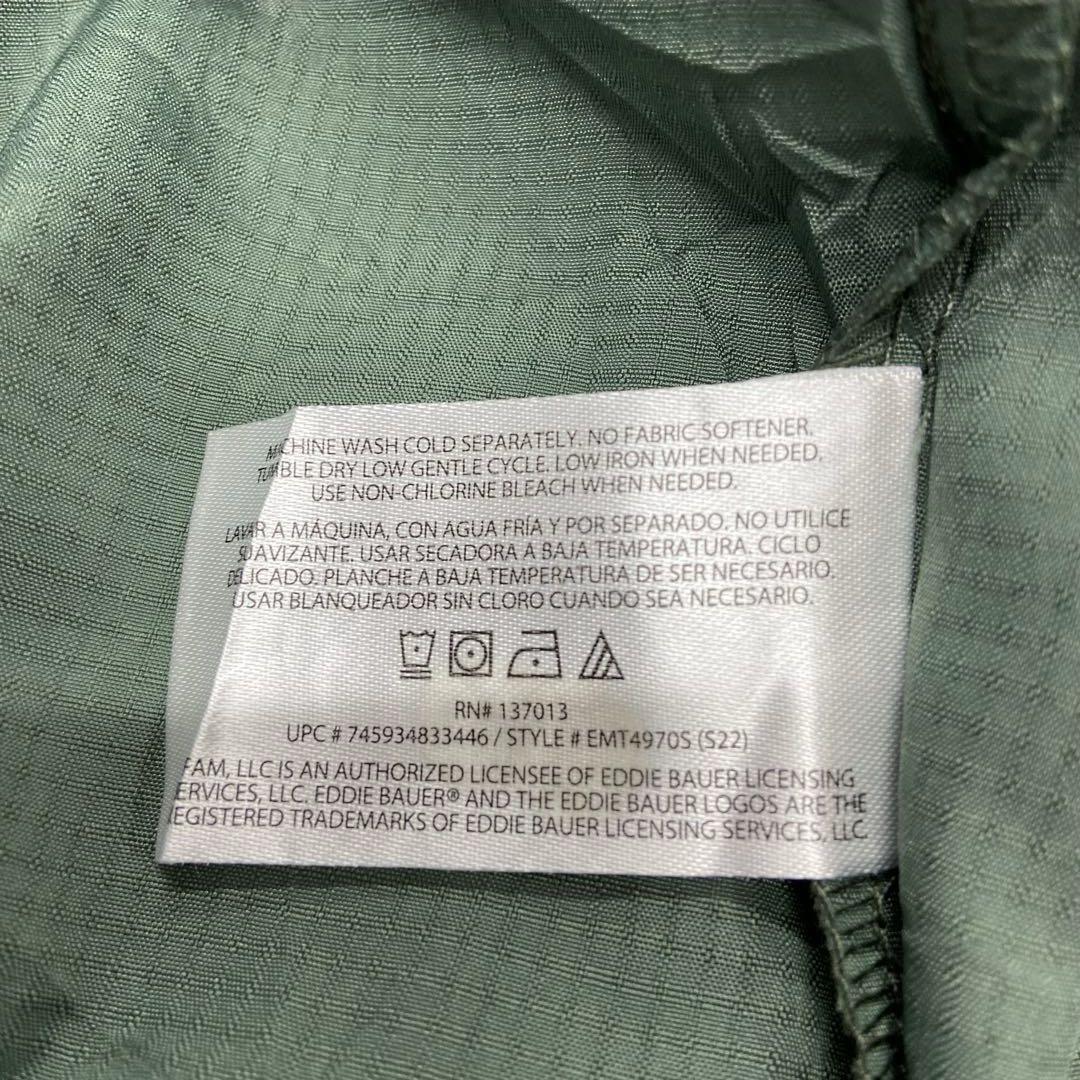 MACHINE WASH COLD SEPARATELY. NO FABRIC SOFTENER.
TUMBLE DRY LOW GENTLE CYCLE. LOW IRON WHEN NEEDED.
USE NON-CHLORINE BLEACH WHEN NEEDED.
LAVAR A MÁQUINA, CON AGUA FRÍA Y POR SEPARADO. NO UTILICE
SUAVIZANTE. USAR SECADORA A BAJA TEMPERATURA. CICLO
DELICADO. PLANCHE A BAJA TEMPERATURA DE SER NECESARIO.
USAR BLANQUEADOR SIN CLORO CUANDO SEA NECESARIO.
RN# 137013
UPC # 745934833446 / STYLE # EMT4970S (S22)
FAM, LLC IS AN AUTHORIZED LICENSEE OF EDDIE BAUER LICENSING
ERVICES, LLC. EDDIE BAUER® AND THE EDDIE BAUER LOGOS ARE THE
EGISTERED TRADEMARKS OF EDDIE BAUER LICENSING SERVICES, LLC.